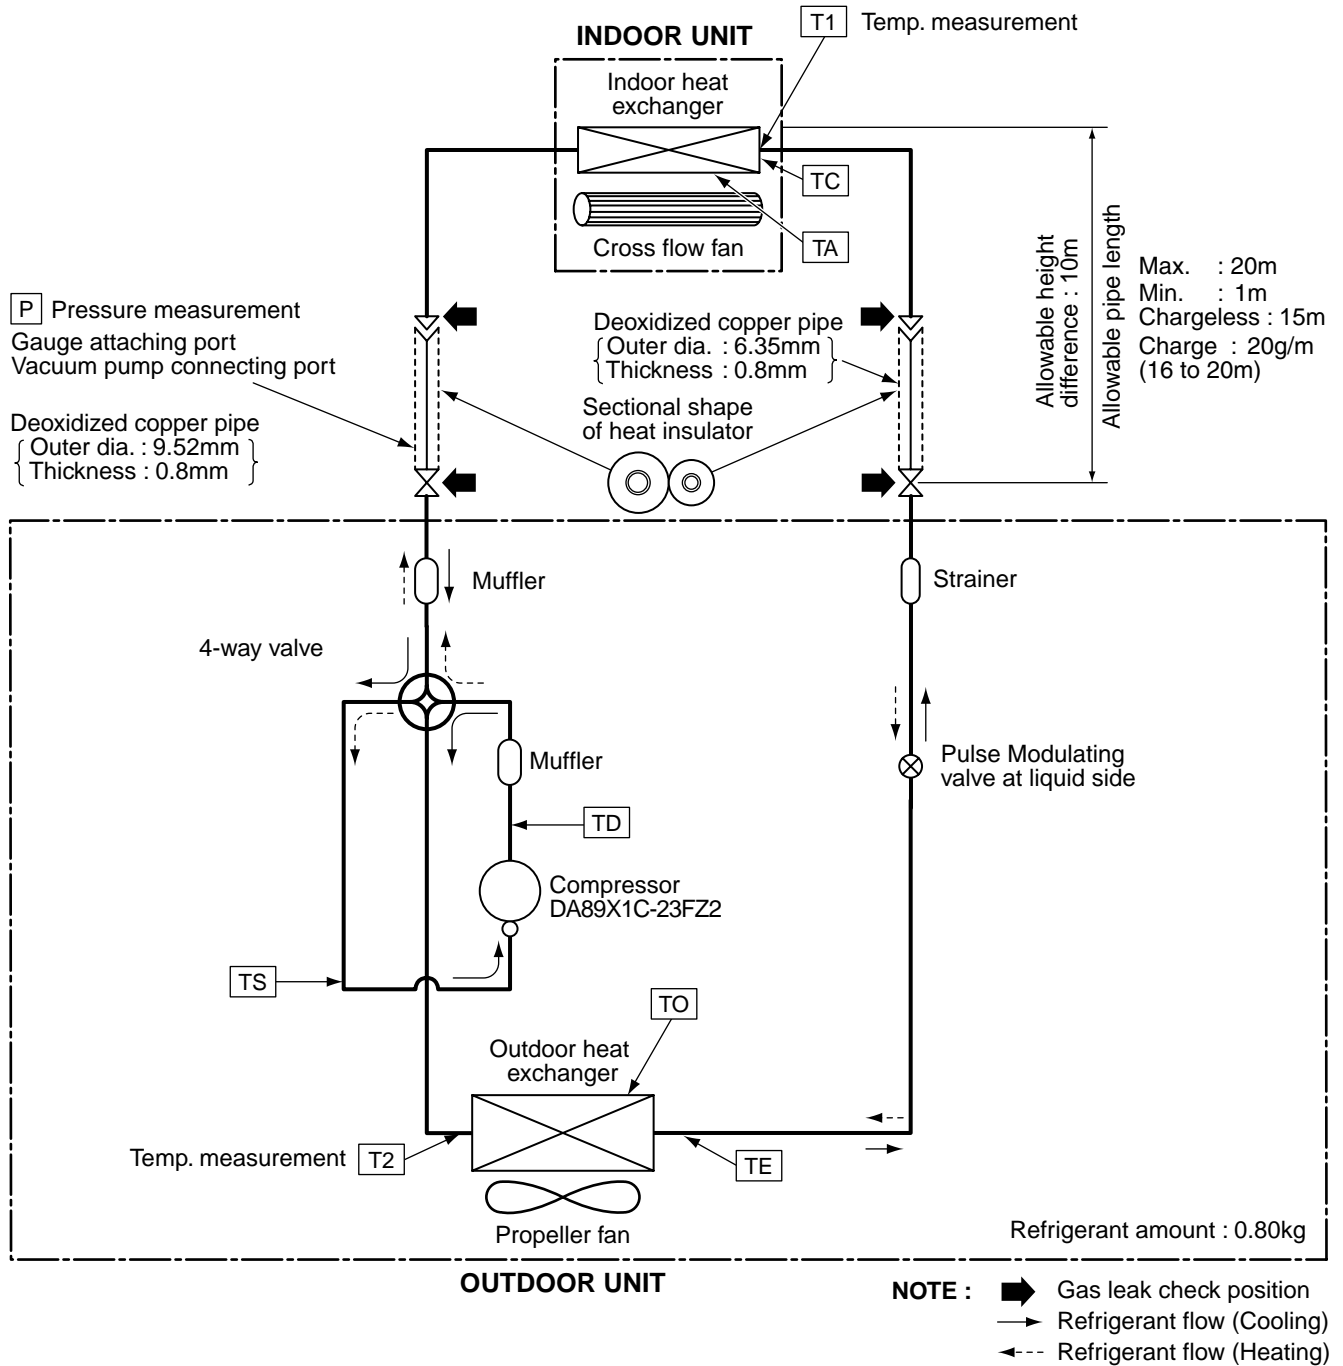 T1 Temp. measurement
INDOOR UNIT
Indoor heat
exchanger
TC
Cross flow fan
TA
Allowable height
difference : 10m
Allowable pipe length
Max. : 20m
Min. : 1m
Chargeless : 15m
Charge : 20g/m
(16 to 20m)
P Pressure measurement
Gauge attaching port
Vacuum pump connecting port
Deoxidized copper pipe
Outer dia. : 9.52mm
Thickness : 0.8mm
Deoxidized copper pipe
Outer dia. : 6.35mm
Thickness : 0.8mm
Sectional shape
of heat insulator
Muffler
Strainer
4-way valve
Muffler
Pulse Modulating
valve at liquid side
TD
Compressor
DA89X1C-23FZ2
TS
TO
Outdoor heat
exchanger
Temp. measurement T2
TE
Propeller fan
Refrigerant amount : 0.80kg
OUTDOOR UNIT
NOTE : Gas leak check position
Refrigerant flow (Cooling)
Refrigerant flow (Heating)